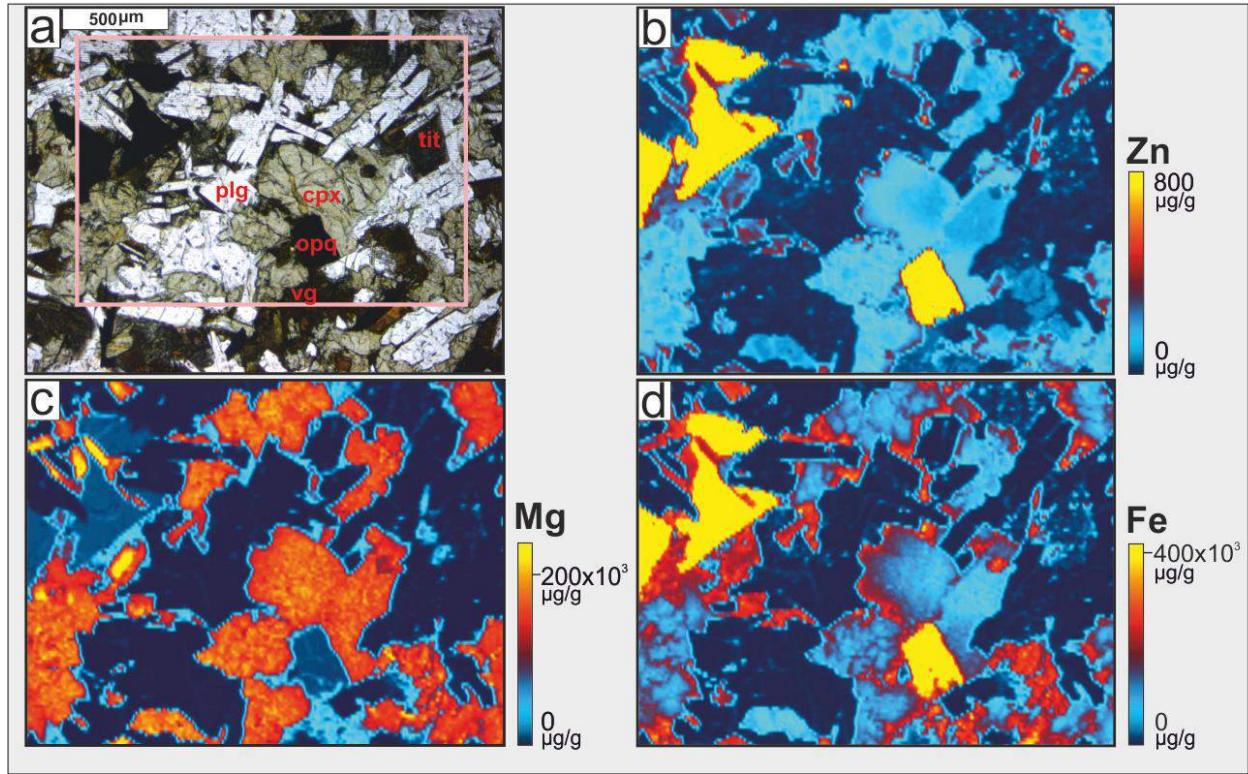 a
500µm
tit
plg
cpx
opq
vg
b
Zn
800
µg/g
0
µg/g
c
Mg
200x10³
µg/g
0
µg/g
d
Fe
400x10³
µg/g
0
µg/g